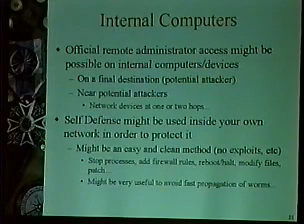 Internal Computers
• Official remote administrator access might be
possible on internal computers/devices
– On a final destination (potential attacker)
– Near potential attackers
• Network devices at one or two hops...
• Self Defense might be used inside your own
network in order to protect it
– Might be an easy and clean method (no exploits, etc)
• Stop processes, add firewall rules, reboot/halt, modify files,
patch...
• Might be very useful to avoid fast propagation of worms...